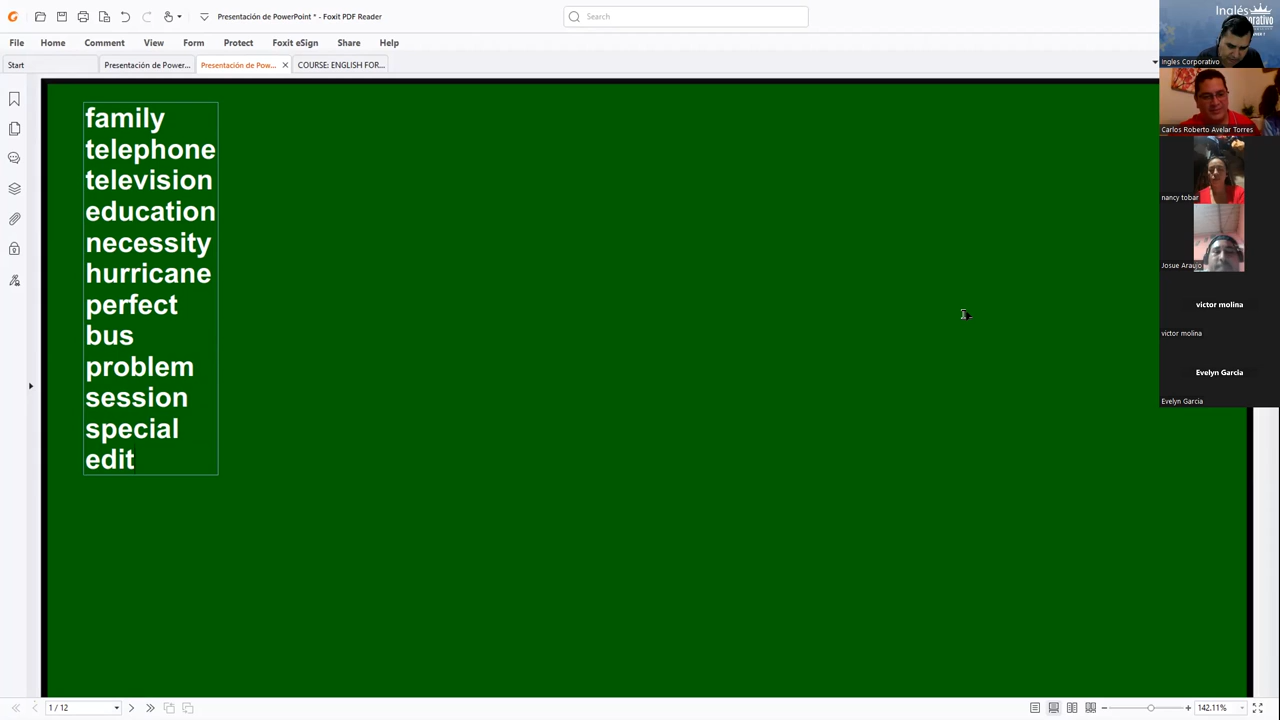 Presentación de PowerPoint * - Foxit PDF Reader
Search
File Home Comment View Form Protect Foxit eSign Share Help
Start
Presentación de Power...
Presentación de Pow...
COURSE: ENGLISH FOR...
family
telephone
television
education
necessity
hurricane
perfect
bus
problem
session
special
edit
Inglés
Ingles Corporativo
Carlos Roberto Avelar Torres
nancy tobar
Josue Araujo
victor molina
victor molina
Evelyn Garcia
Evelyn Garcia
1 / 12
142.11%